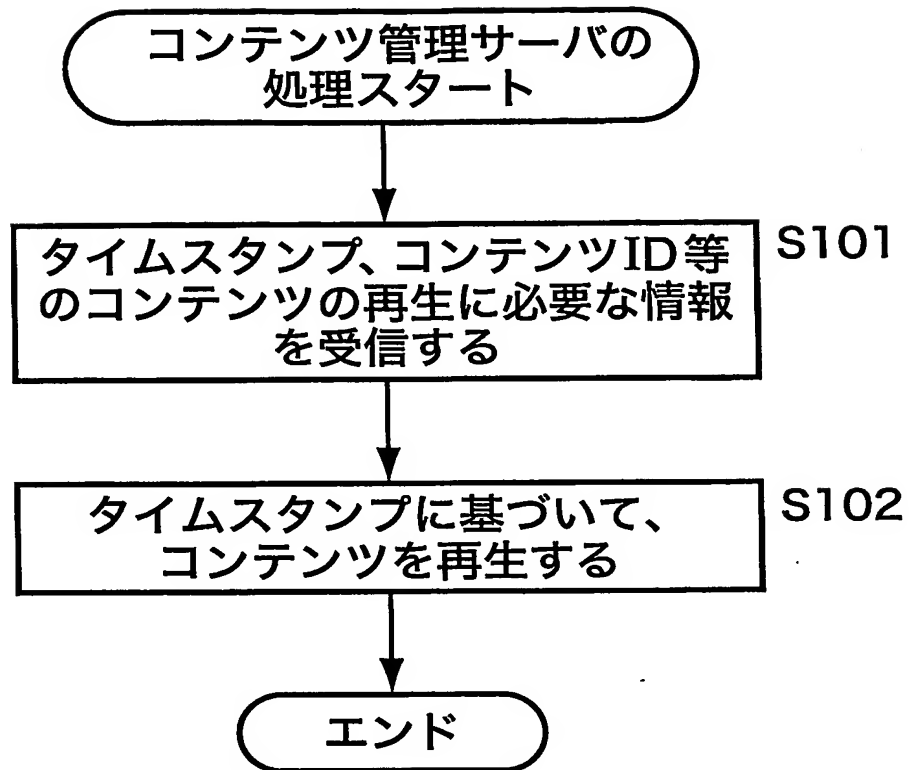 コンテンツ管理サーバの
処理スタート
タイムスタンプ、コンテンツID等
のコンテンツの再生に必要な情報
を受信する
S101
タイムスタンプに基づいて、
コンテンツを再生する
S102
エンド